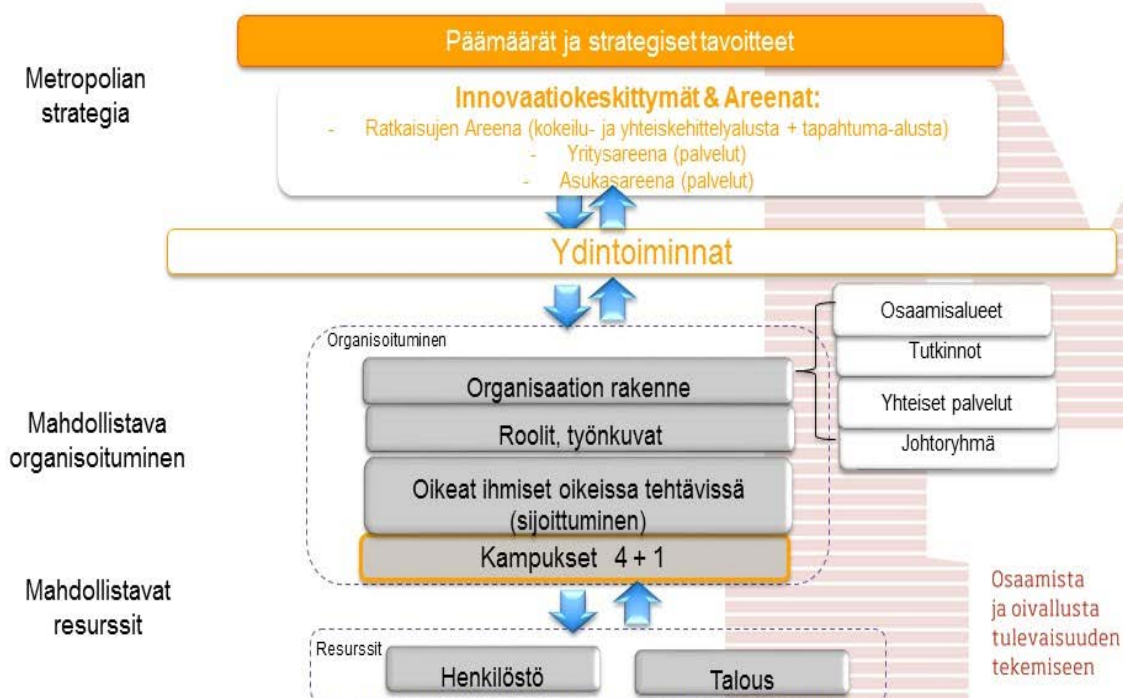 Metropolian
strategia
Päämäärät ja strategiset tavoitteet
Innovaatiokeskittymät & Areenat:
- Ratkaisujen Areena (kokeilu- ja yhteiskehittelyalusta + tapahtuma-alusta)
- Yritysareena (palvelut)
- Asukasareena (palvelut)
Ydintoiminnat
Mahdollistava
organisoituminen
Organisoituminen
Organisaation rakenne
Roolit, työnkuvat
Oikeat ihmiset oikeissa tehtävissä
(sijoittuminen)
Kampukset 4 + 1
Osaamisalueet
Tutkinnot
Yhteiset palvelut
Johtoryhmä
Mahdollistavat
resurssit
Resurssit
Henkilöstö
Talous
Osaamista
ja oivallusta
tulevaisuuden
tekemiseen